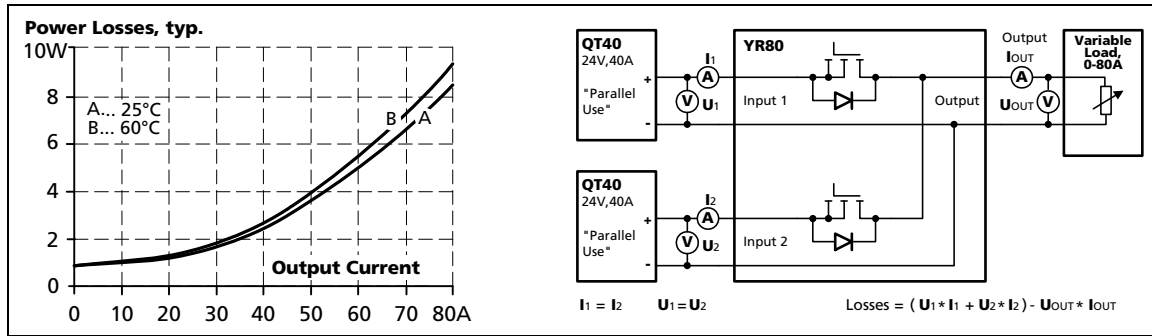 Power Losses, typ.
10W
8
6
4
2
0
A... 25°C
B... 60°C
B
A
Output Current
0 10 20 30 40 50 60 70 80A
QT40
24V,40A
"Parallel
Use"
+
-
I1
A
V
U1
YR80
Input 1
Output
Output
IOUT
A
UOUT
V
Variable
Load,
0-80A
QT40
24V,40A
"Parallel
Use"
+
-
I2
A
V
U2
Input 2
I1 = I2 U1=U2 Losses = ( U1*I1 + U2*I2 ) - UOUT* IOUT